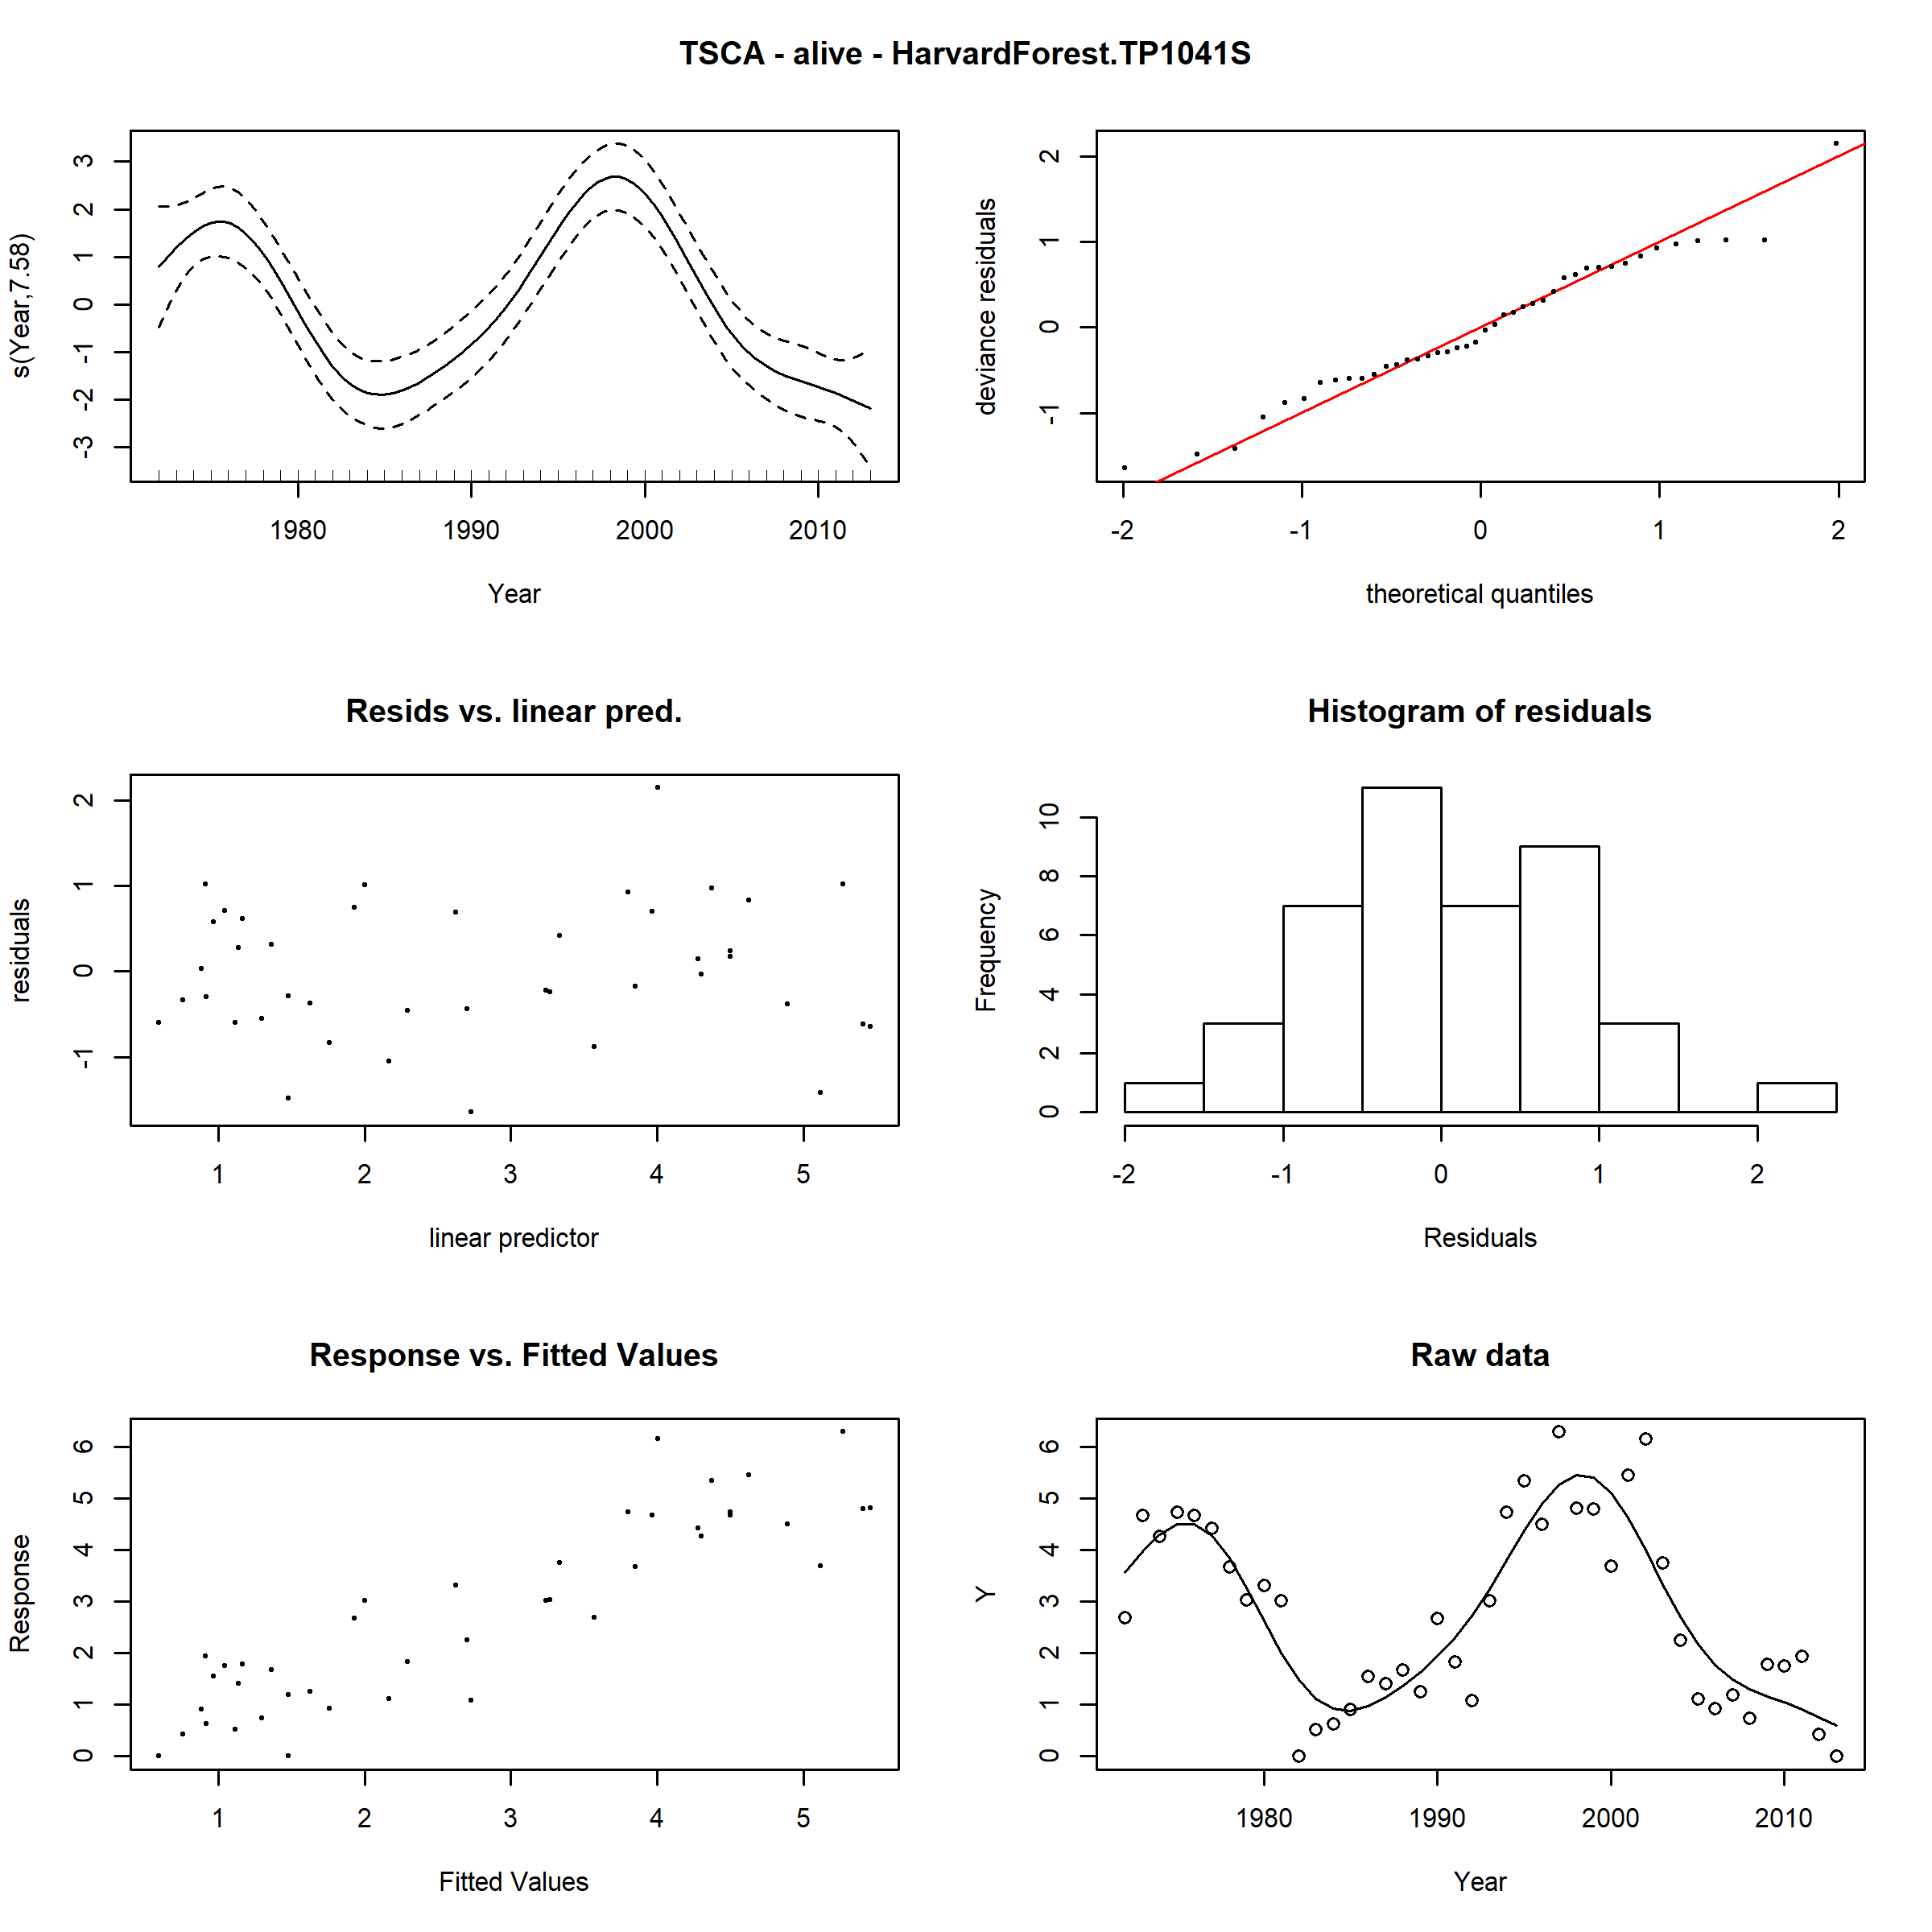 TSCA - alive - HarvardForest.TP1041S
s(Year,7.58)
3
2
1
0
-1
-2
-3
1980 1990 2000 2010
Year
deviance residuals
2
1
0
-1
-2 -1 0 1 2
theoretical quantiles
Resids vs. linear pred.
residuals
2
1
0
-1
1 2 3 4 5
linear predictor
Histogram of residuals
Frequency
10
8
6
4
2
0
-2 -1 0 1 2
Residuals
Response vs. Fitted Values
Response
6
5
4
3
2
1
0
1 2 3 4 5
Fitted Values
Raw data
Y
6
5
4
3
2
1
0
1980 1990 2000 2010
Year